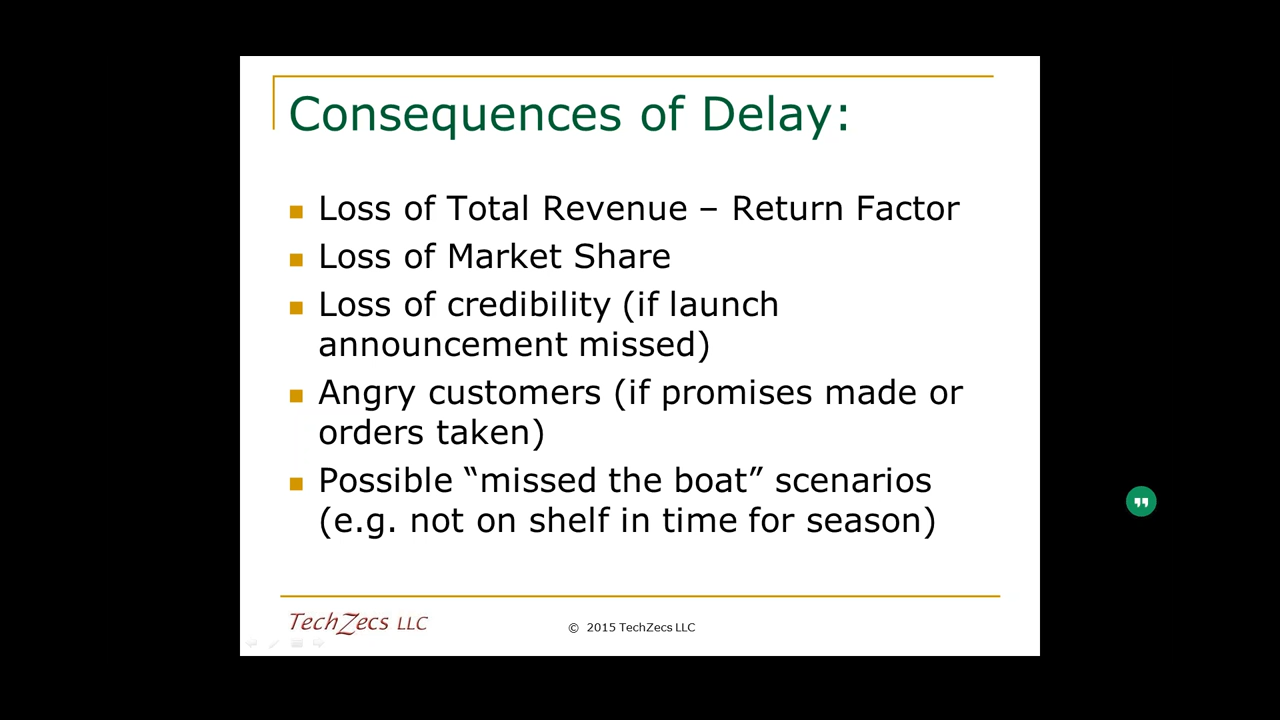 Consequences of Delay:
Loss of Total Revenue – Return Factor
Loss of Market Share
Loss of credibility (if launch
announcement missed)
Angry customers (if promises made or
orders taken)
Possible “missed the boat” scenarios
(e.g. not on shelf in time for season)
TechZecs LLC
© 2015 TechZecs LLC